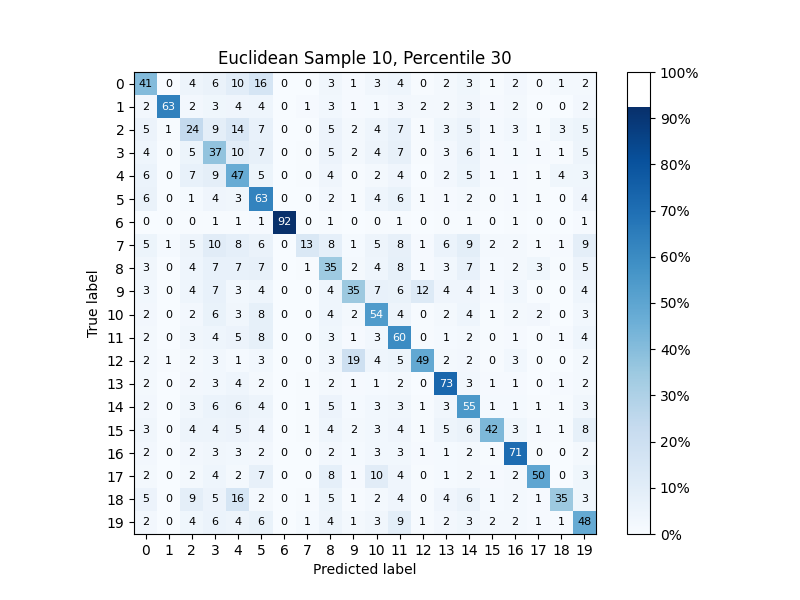 Euclidean Sample 10, Percentile 30
True label
0 41 0 4 6 10 16 0 0 3 1 3 4 0 2 3 1 2 0 1 2
1 2 63 2 3 4 4 0 1 3 1 1 3 2 2 3 1 2 0 0 2
2 5 1 24 9 14 7 0 0 5 2 4 7 1 3 5 1 3 1 3 5
3 4 0 5 37 10 7 0 0 5 2 4 7 0 3 6 1 1 1 1 5
4 6 0 7 9 47 5 0 0 4 0 2 4 0 2 5 1 1 1 4 3
5 6 0 1 4 3 63 0 0 2 1 4 6 1 1 2 0 1 1 0 4
6 0 0 0 1 1 1 92 0 1 0 0 1 0 0 1 0 1 0 0 1
7 5 1 5 10 8 6 0 13 8 1 5 8 1 6 9 2 2 1 1 9
8 3 0 4 7 7 7 0 1 35 2 4 8 1 3 7 1 2 3 0 5
9 3 0 4 7 3 4 0 0 4 35 7 6 12 4 4 1 3 0 0 4
10 2 0 2 6 3 8 0 0 4 2 54 4 0 2 4 1 2 2 0 3
11 2 0 3 4 5 8 0 0 3 1 3 60 0 1 2 0 1 0 1 4
12 2 1 2 3 1 3 0 0 3 19 4 5 49 2 2 0 3 0 0 2
13 2 0 2 3 4 2 0 1 2 1 1 2 0 73 3 1 1 0 1 2
14 2 0 3 6 6 4 0 1 5 1 3 3 1 3 55 1 1 1 1 3
15 3 0 4 4 5 4 0 1 4 2 3 4 1 5 6 42 3 1 1 8
16 2 0 2 3 3 2 0 0 2 1 3 3 1 1 2 1 71 0 0 2
17 2 0 2 4 2 7 0 0 8 1 10 4 0 1 2 1 2 50 0 3
18 5 0 9 5 16 2 0 1 5 1 2 4 0 4 6 1 2 1 35 3
19 2 0 4 6 4 6 0 1 4 1 3 9 1 2 3 2 2 1 1 48
0 1 2 3 4 5 6 7 8 9 10 11 12 13 14 15 16 17 18 19
Predicted label
100%
90%
80%
70%
60%
50%
40%
30%
20%
10%
0%